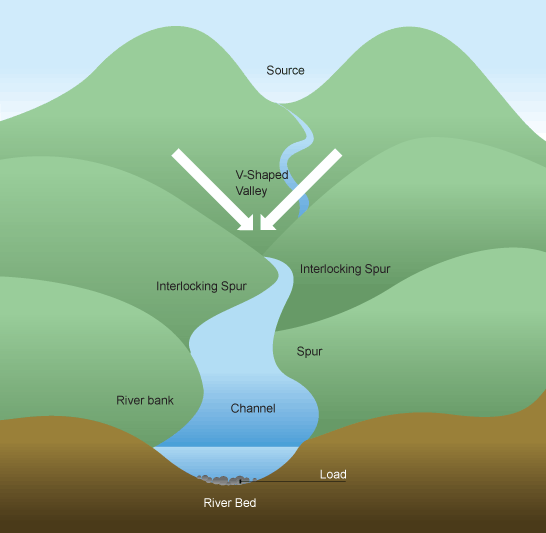 Source
V-Shaped
Valley
Interlocking Spur
Interlocking Spur
Spur
River bank
Channel
Load
River Bed